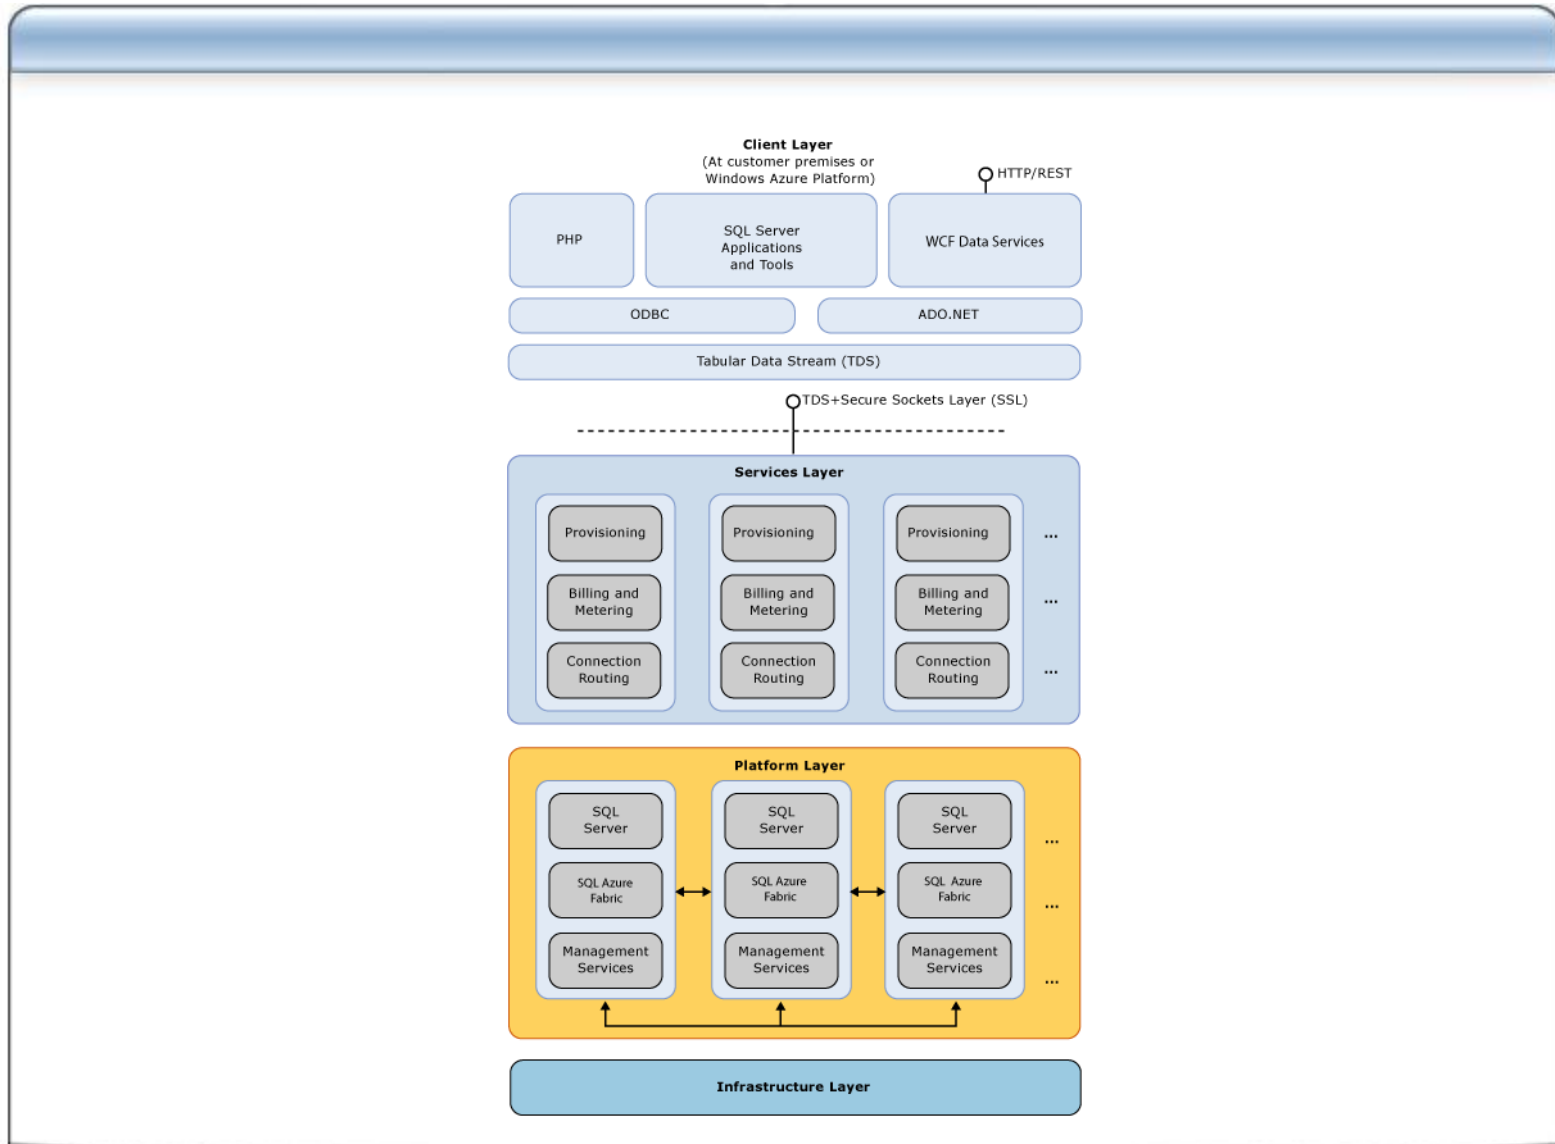 Client Layer
(At customer premises or
Windows Azure Platform)
HTTP/REST
PHP
SQL Server
Applications
and Tools
WCF Data Services
ODBC
ADO.NET
Tabular Data Stream (TDS)
TDS+Secure Sockets Layer (SSL)
Services Layer
Provisioning
Provisioning
Provisioning
...
Billing and
Metering
Billing and
Metering
Billing and
Metering
...
Connection
Routing
Connection
Routing
Connection
Routing
...
Platform Layer
SQL
Server
SQL
Server
SQL
Server
...
SQL Azure
Fabric
SQL Azure
Fabric
SQL Azure
Fabric
...
Management
Services
Management
Services
Management
Services
...
Infrastructure Layer